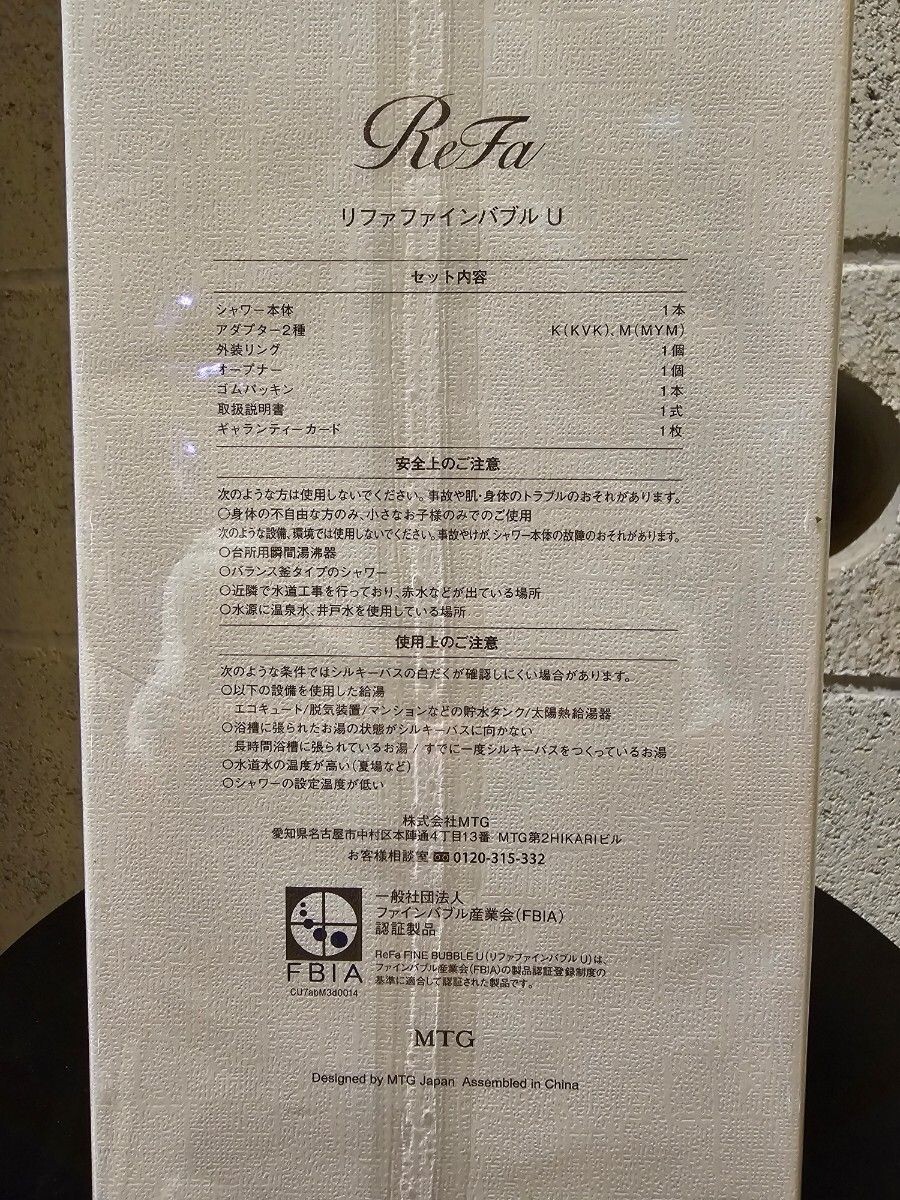 ReFa
リファファインバブル U
セット内容
シャワー本体 1本
アダプター2種 K(KVK)、M(MYM)
外装リング 1個
オープナー 1個
ゴムパッキン 1本
取扱説明書 1式
ギャランティーカード 1枚
安全上のご注意
次のような方は使用しないでください。事故や肌・身体のトラブルのおそれがあります。
○身体の不自由な方のみ、小さなお子様のみでのご使用
次のような設備、環境では使用しないでください。事故やけが、シャワー本体の故障のおそれがあります。
○台所用瞬間湯沸器
○バランス釜タイプのシャワー
○近隣で水道工事を行っており、赤水などが出ている場所
○水源に温泉水、井戸水を使用している場所
使用上のご注意
次のような条件ではシルキーバスの白だくが確認しにくい場合があります。
○以下の設備を使用した給湯
エコキュート/脱気装置/マンションなどの貯水タンク/太陽熱給湯器
○浴槽に張られたお湯の状態がシルキーバスに向かない
長時間浴槽に張られているお湯 / すでに一度シルキーバスをつくっているお湯
○水道水の温度が高い(夏場など)
○シャワーの設定温度が低い
株式会社MTG
愛知県名古屋市中村区本陣通4丁目13番 MTG第2HIKARIビル
お客様相談室 0120-315-332
一般社団法人
ファインバブル産業会(FBIA)
認証製品
ReFa FINE BUBBLE U(リファファインバブル U)は、
ファインバブル産業会(FBIA)の製品認証登録制度の
基準に適合して認証された製品です。
FBIA
CU7abM3d0014
MTG
Designed by MTG Japan Assembled in China